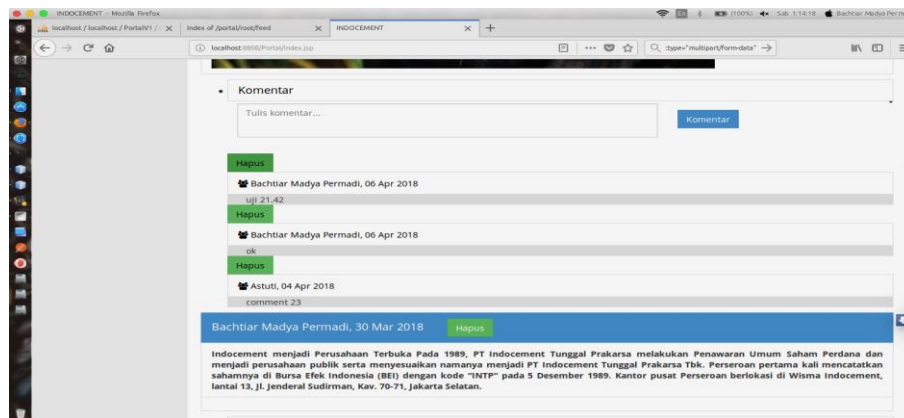 INDOCEMENT - Mozilla Firefox
(100%)
Sab 1:14:18
Bachtiar Madya Permadi
localhost / localhost / PortalV1 /
Index of /portal/root/feed
INDOCEMENT
localhost:8808/Portal/index.jsp
:type="multipart/form-data"
Komentar
Tulis komentar...
Komentar
Hapus
Bachtiar Madya Permadi, 06 Apr 2018
uji 21.42
Hapus
Bachtiar Madya Permadi, 06 Apr 2018
ok
Hapus
Astuti, 04 Apr 2018
comment 23
Bachtiar Madya Permadi, 30 Mar 2018
Hapus
Indocement menjadi Perusahaan Terbuka Pada 1989, PT Indocement Tunggal Prakarsa melakukan Penawaran Umum Saham Perdana dan
menjadi perusahaan publik serta menyesuaikan namanya menjadi PT Indocement Tunggal Prakarsa Tbk. Perseroan pertama kali mencatatkan
sahamnya di Bursa Efek Indonesia (BEI) dengan kode "INTP" pada 5 Desember 1989. Kantor pusat Perseroan berlokasi di Wisma Indocement,
lantai 13, Jl. Jenderal Sudirman, Kav. 70-71, Jakarta Selatan.